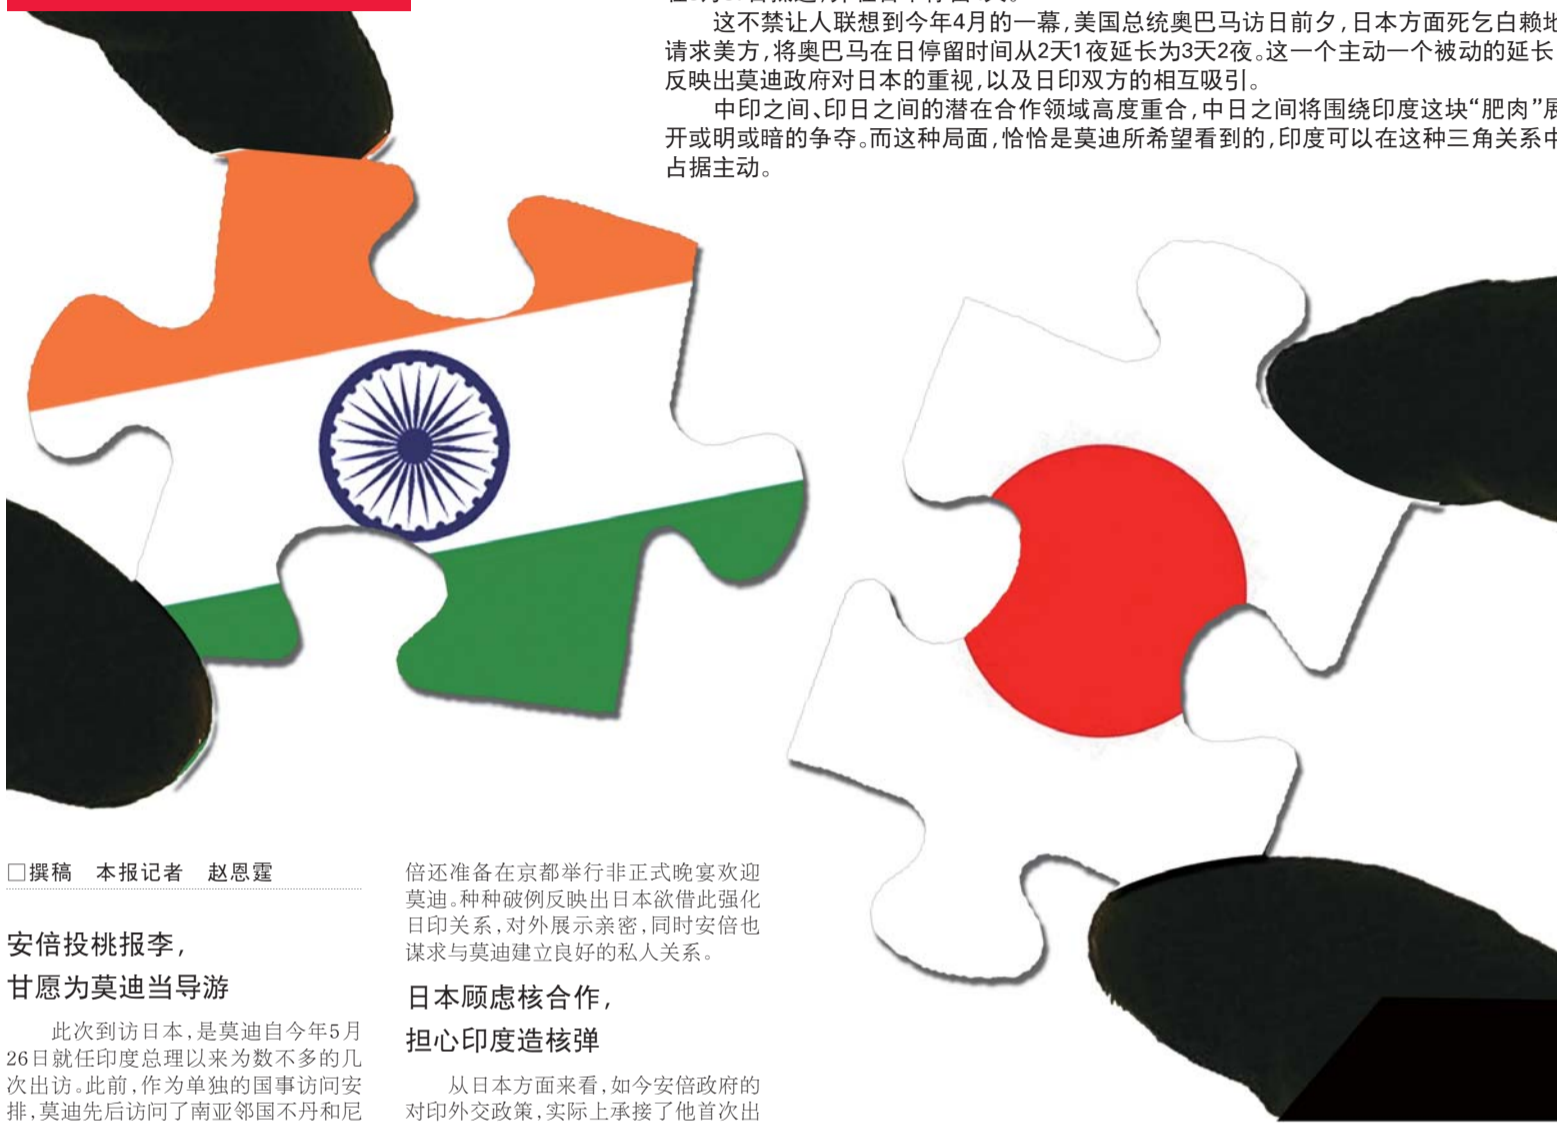 这不禁让人联想到今年4月的一幕,美国总统奥巴马访日前夕,日本方面死乞白赖地
请求美方,将奥巴马在日停留时间从2天1夜延长为3天2夜。这一个主动一个被动的延长
反映出莫迪政府对日本的重视,以及日印双方的相互吸引。
中印之间、印日之间的潜在合作领域高度重合,中日之间将围绕印度这块“肥肉”展
开或明或暗的争夺。而这种局面,恰恰是莫迪所希望看到的,印度可以在这种三角关系中
占据主动。
□撰稿 本报记者 赵恩霆
安倍投桃报李,
甘愿为莫迪当导游
此次到访日本,是莫迪自今年5月
26日就任印度总理以来为数不多的几
次出访。此前,作为单独的国事访问安
排,莫迪先后访问了南亚邻国不丹和尼
倍还准备在京都举行非正式晚宴欢迎
莫迪。种种破例反映出日本欲借此强化
日印关系,对外展示亲密,同时安倍也
谋求与莫迪建立良好的私人关系。
日本顾虑核合作,
担心印度造核弹
从日本方面来看,如今安倍政府的
对印外交政策,实际上承接了他首次出